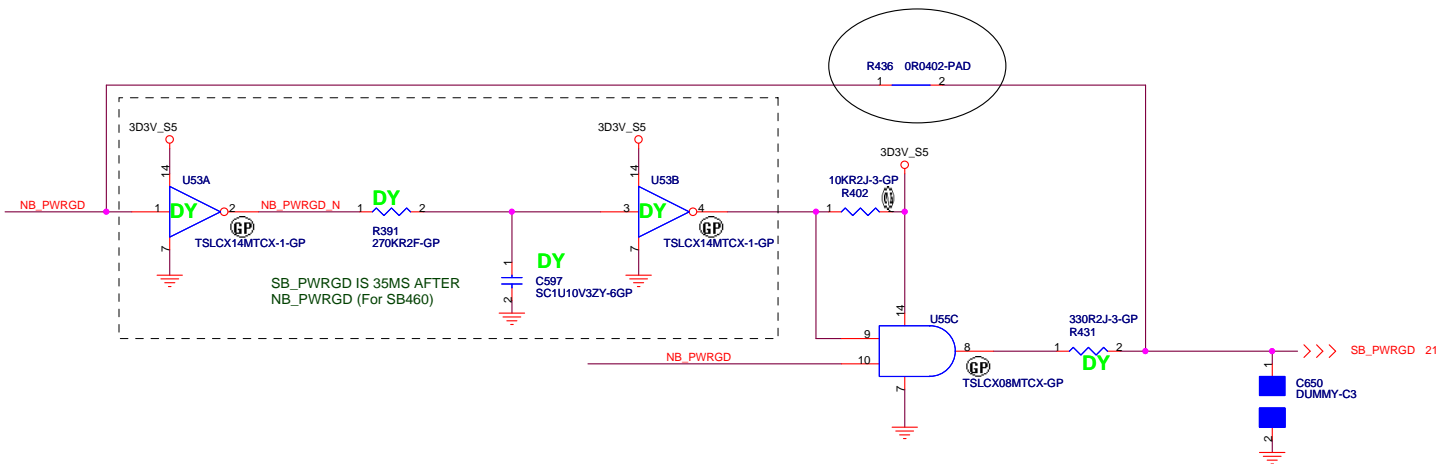 R436 0R0402-PAD
1 2
3D3V_S5
3D3V_S5
3D3V_S5
14
U53A
14
U53B
10KR2J-3-GP
R402
NB_PWRGD
1
DY
2
NB_PWRGD_N
1
DY
2
3
DY
4
1
GP
R391
270KR2F-GP
GP
7
TSLCX14MTCX-1-GP
7
TSLCX14MTCX-1-GP
SB_PWRGD IS 35MS AFTER
NB_PWRGD (For SB460)
1
DY
C597
SC1U10V3ZY-6GP
2
14
U55C
330R2J-3-GP
R431
9
10
8
1
2
DY
NB_PWRGD
GP
TSLCX08MTCX-GP
7
SB_PWRGD 21
1
C650
DUMMY-C3
2